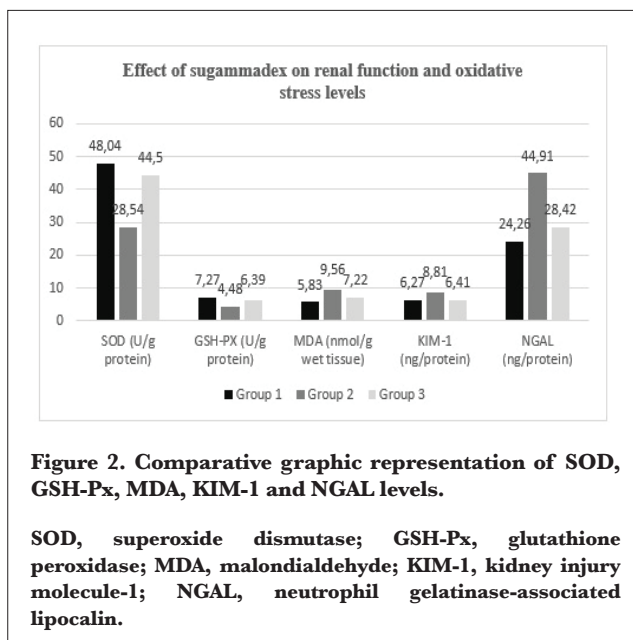 Effect of sugammadex on renal function and oxidative
stress levels
60
50
40
30
20
10
0
48,04
28,54
44,5
7,27
4,48
6,39
5,83
9,56
7,22
6,27
8,81
6,41
24,26
44,91
28,42
SOD (U/g
protein)
GSH-PX (U/g
protein)
MDA (nmol/g
wet tissue)
KIM-1
(ng/protein)
NGAL
(ng/protein)
Group 1 Group 2 Group 3
Figure 2. Comparative graphic representation of SOD,
GSH-Px, MDA, KIM-1 and NGAL levels.
SOD, superoxide dismutase; GSH-Px, glutathione
peroxidase; MDA, malondialdehyde; KIM-1, kidney injury
molecule-1; NGAL, neutrophil gelatinase-associated
lipocalin.